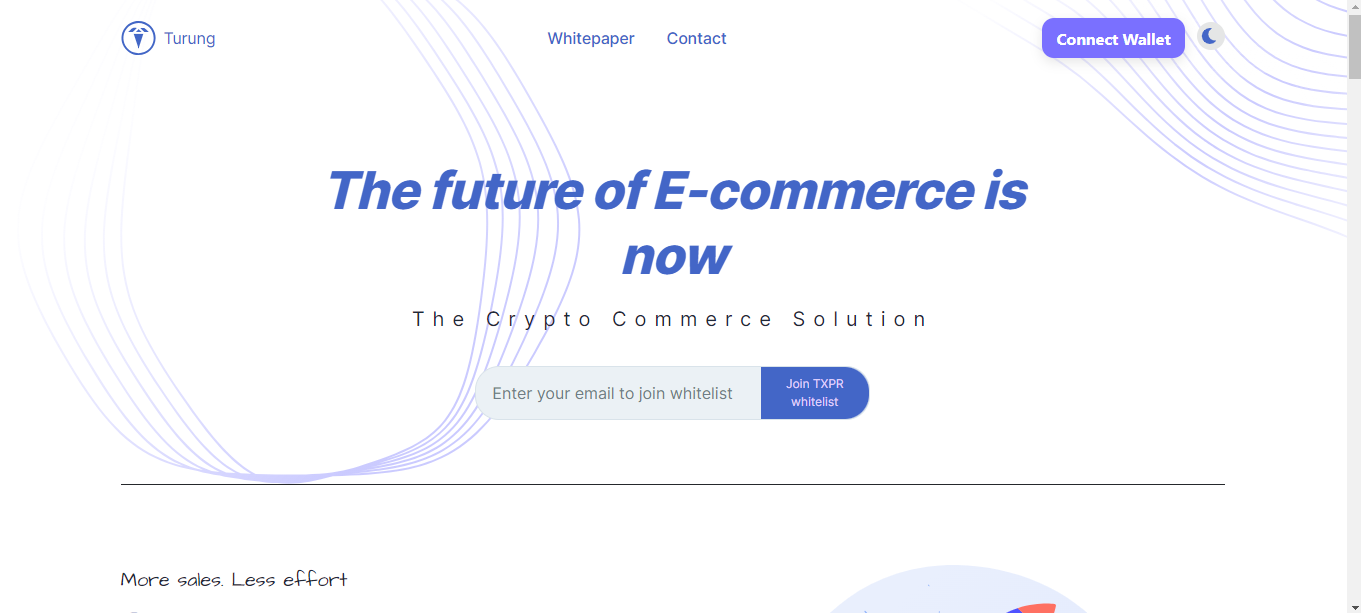 Turung
Whitepaper
Contact
Connect Wallet
The future of E-commerce is
now
The Crypto Commerce Solution
Enter your email to join whitelist
Join TXPR
whitelist
More sales. Less effort